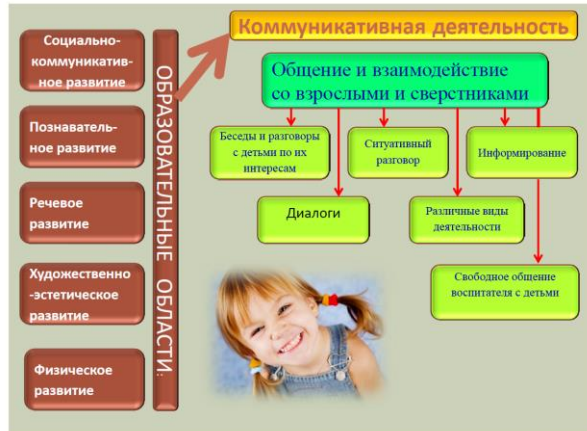 Социально-
коммуникатив-
ное развитие
Познаватель-
ное развитие
Речевое
развитие
Художественно
-эстетическое
развитие
Физическое
развитие
ОБРАЗОВАТЕЛЬНЫЕ ОБЛАСТИ:
Коммуникативная деятельность
Общение и взаимодействие
со взрослыми и сверстниками
Беседы и разговоры
с детьми по их
интересам
Ситуативный
разговор
Информирование
Диалоги
Различные виды
деятельности
Свободное общение
воспитателя с детьми